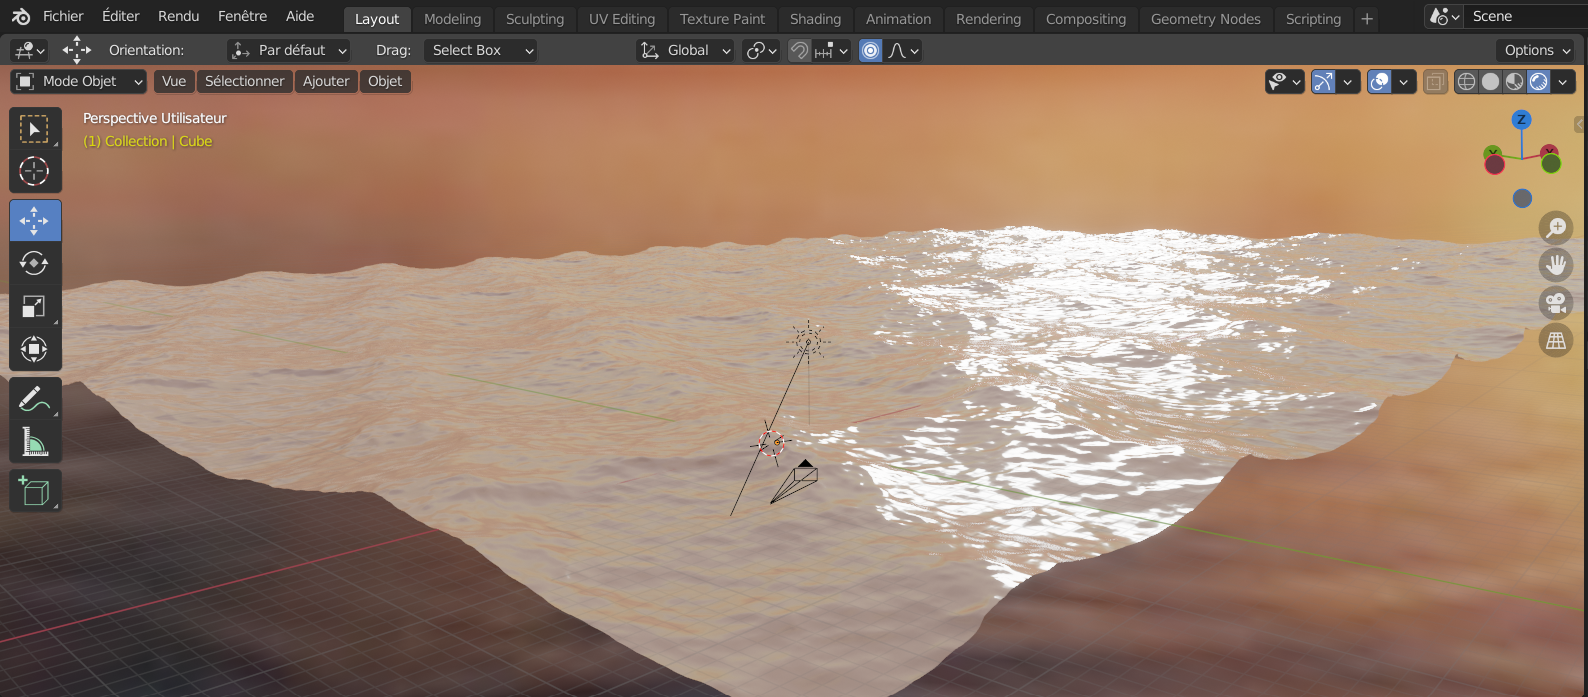 Fichier Éditer Rendu Fenêtre Aide Layout Modeling Sculpting UV Editing Texture Paint Shading Animation Rendering Compositing Geometry Nodes Scripting + Scene
Orientation: Par défaut Drag: Select Box Global Options
Mode Objet Vue Sélectionner Ajouter Objet
Perspective Utilisateur
(1) Collection | Cube
Z
Y X